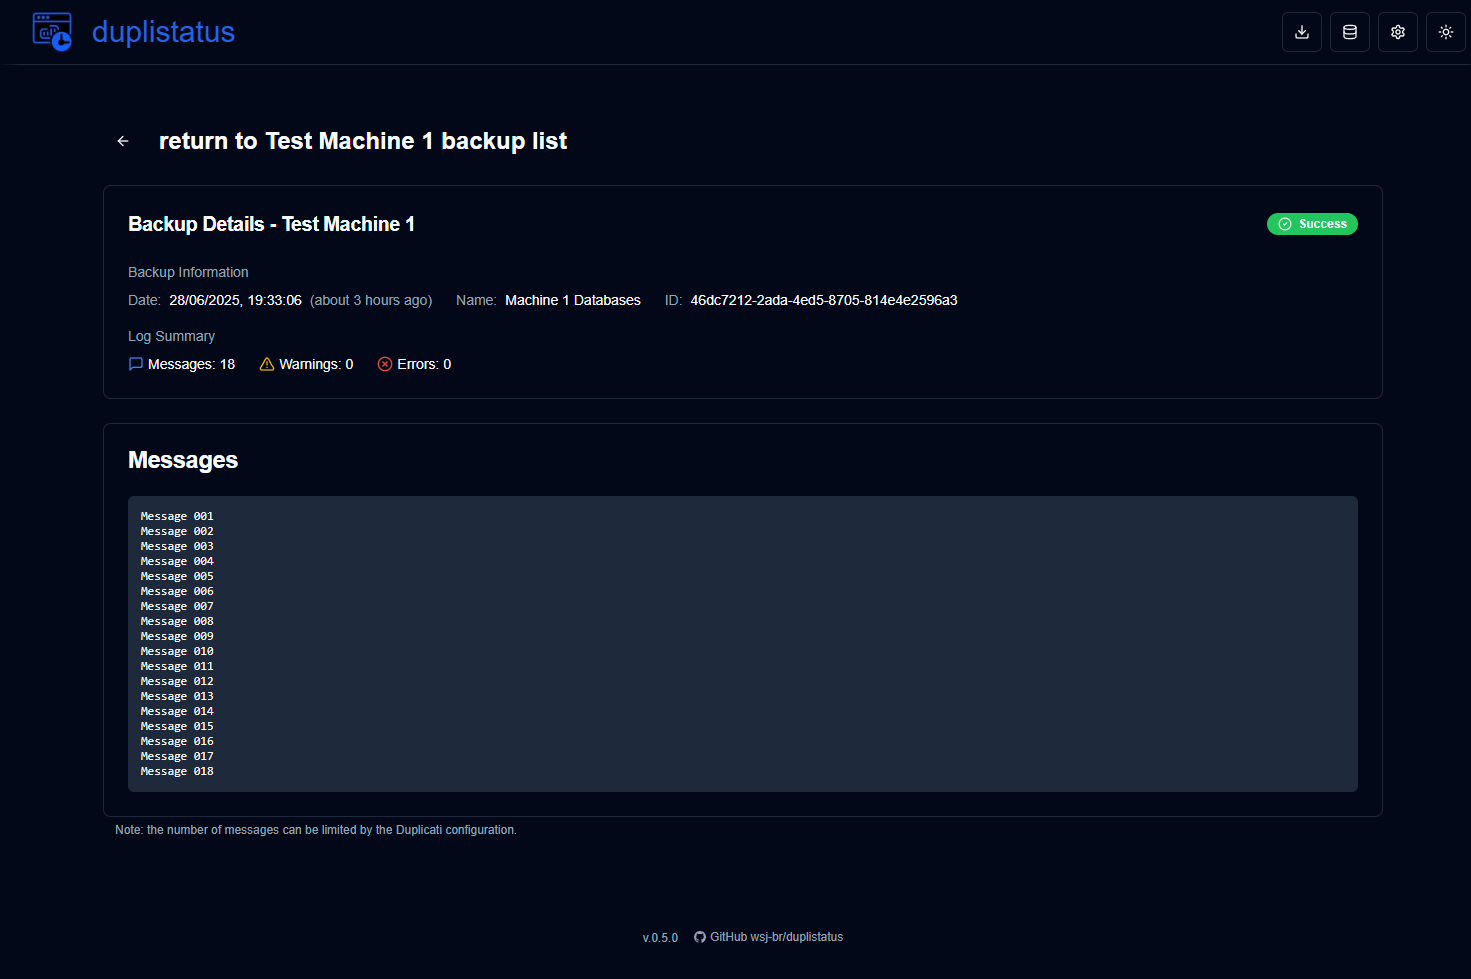 duplistatus
return to Test Machine 1 backup list
Backup Details - Test Machine 1
Success
Backup Information
Date: 28/06/2025, 19:33:06 (about 3 hours ago) Name: Machine 1 Databases ID: 46dc7212-2ada-4ed5-8705-814e4e2596a3
Log Summary
Messages: 18 Warnings: 0 Errors: 0
Messages
Message 001
Message 002
Message 003
Message 004
Message 005
Message 006
Message 007
Message 008
Message 009
Message 010
Message 011
Message 012
Message 013
Message 014
Message 015
Message 016
Message 017
Message 018
Note: the number of messages can be limited by the Duplicati configuration.
v.0.5.0 GitHub wsj-br/duplistatus